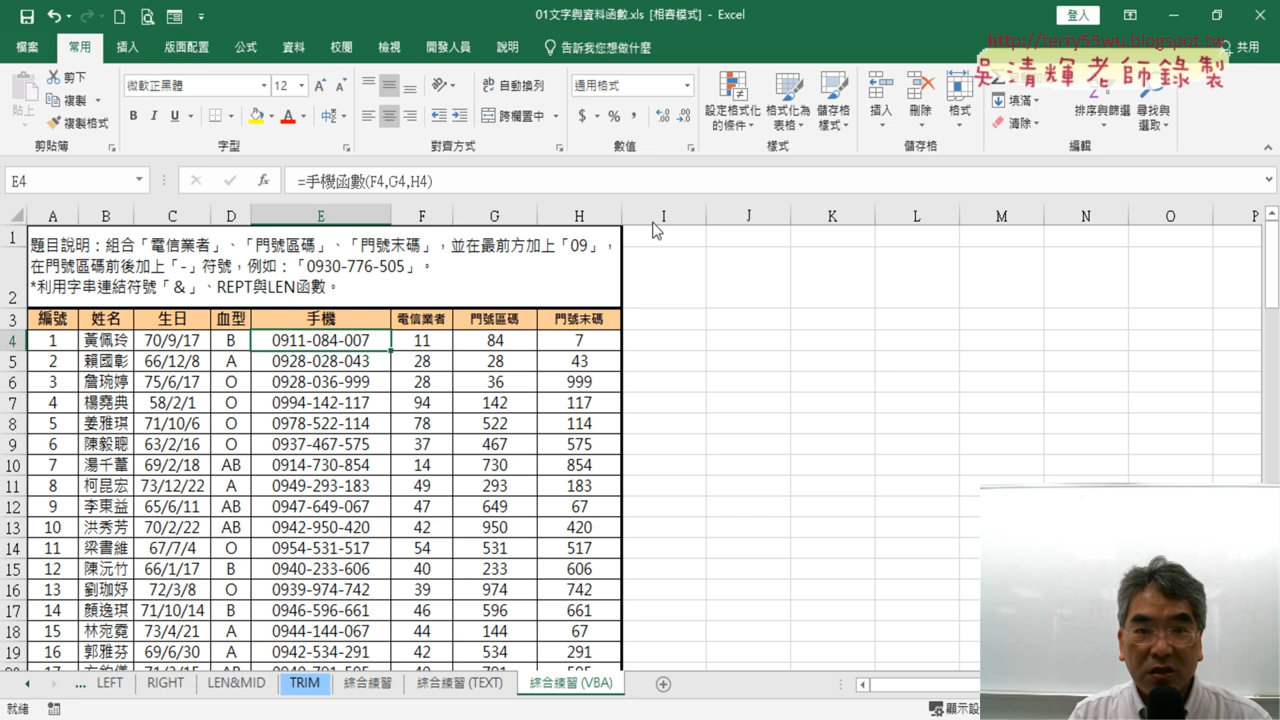 01文字與資料函數.xls [相容模式] - Excel
登入
檔案 常用 插入 版面配置 公式 資料 校閱 檢視 開發人員 說明 告訴我您想做什麼 共用
http://terry55wu.blogspot.tw
吳清輝老師錄製
貼上 剪下 複製 複製格式 剪貼簿
微軟正黑體 12 B I U 字型
自動換列 跨欄置中 對齊方式
通用格式 $ % 數值
設定格式化的條件 格式化為表格 儲存格樣式 樣式
插入 刪除 格式 儲存格
填滿 清除 排序與篩選 尋找與選取 編輯
E4 fx =手機函數(F4,G4,H4)
A B C D E F G H I J K L M N O P
1 題目說明：組合「電信業者」、「門號區碼」、「門號末碼」，並在最前方加上「09」，
在門號區碼前後加上「-」符號，例如：「0930-776-505」。
2 *利用字串連結符號「&」、REPT與LEN函數。
3 編號 姓名 生日 血型 手機 電信業者 門號區碼 門號末碼
4 1 黃佩玲 70/9/17 B 0911-084-007 11 84 7
5 2 賴國彰 66/12/8 A 0928-028-043 28 28 43
6 3 詹琬婷 75/6/17 O 0928-036-999 28 36 999
7 4 楊堯典 58/2/1 O 0994-142-117 94 142 117
8 5 姜雅琪 71/10/6 O 0978-522-114 78 522 114
9 6 陳毅聰 63/2/16 O 0937-467-575 37 467 575
10 7 湯千葦 69/2/18 AB 0914-730-854 14 730 854
11 8 柯昆宏 73/12/22 A 0949-293-183 49 293 183
12 9 李東益 65/6/11 AB 0947-649-067 47 649 67
13 10 洪秀芳 70/2/22 AB 0942-950-420 42 950 420
14 11 梁書維 67/7/4 O 0954-531-517 54 531 517
15 12 陳沅竹 66/1/17 B 0940-233-606 40 233 606
16 13 劉珈妤 72/3/8 O 0939-974-742 39 974 742
17 14 顏逸琪 71/10/14 B 0946-596-661 46 596 661
18 15 林宛霓 73/4/21 A 0944-144-067 44 144 67
19 16 郭雅芬 69/6/30 A 0942-534-291 42 534 291
... LEFT RIGHT LEN&MID TRIM 綜合練習 綜合練習 (TEXT) 綜合練習 (VBA)
就緒 顯示設